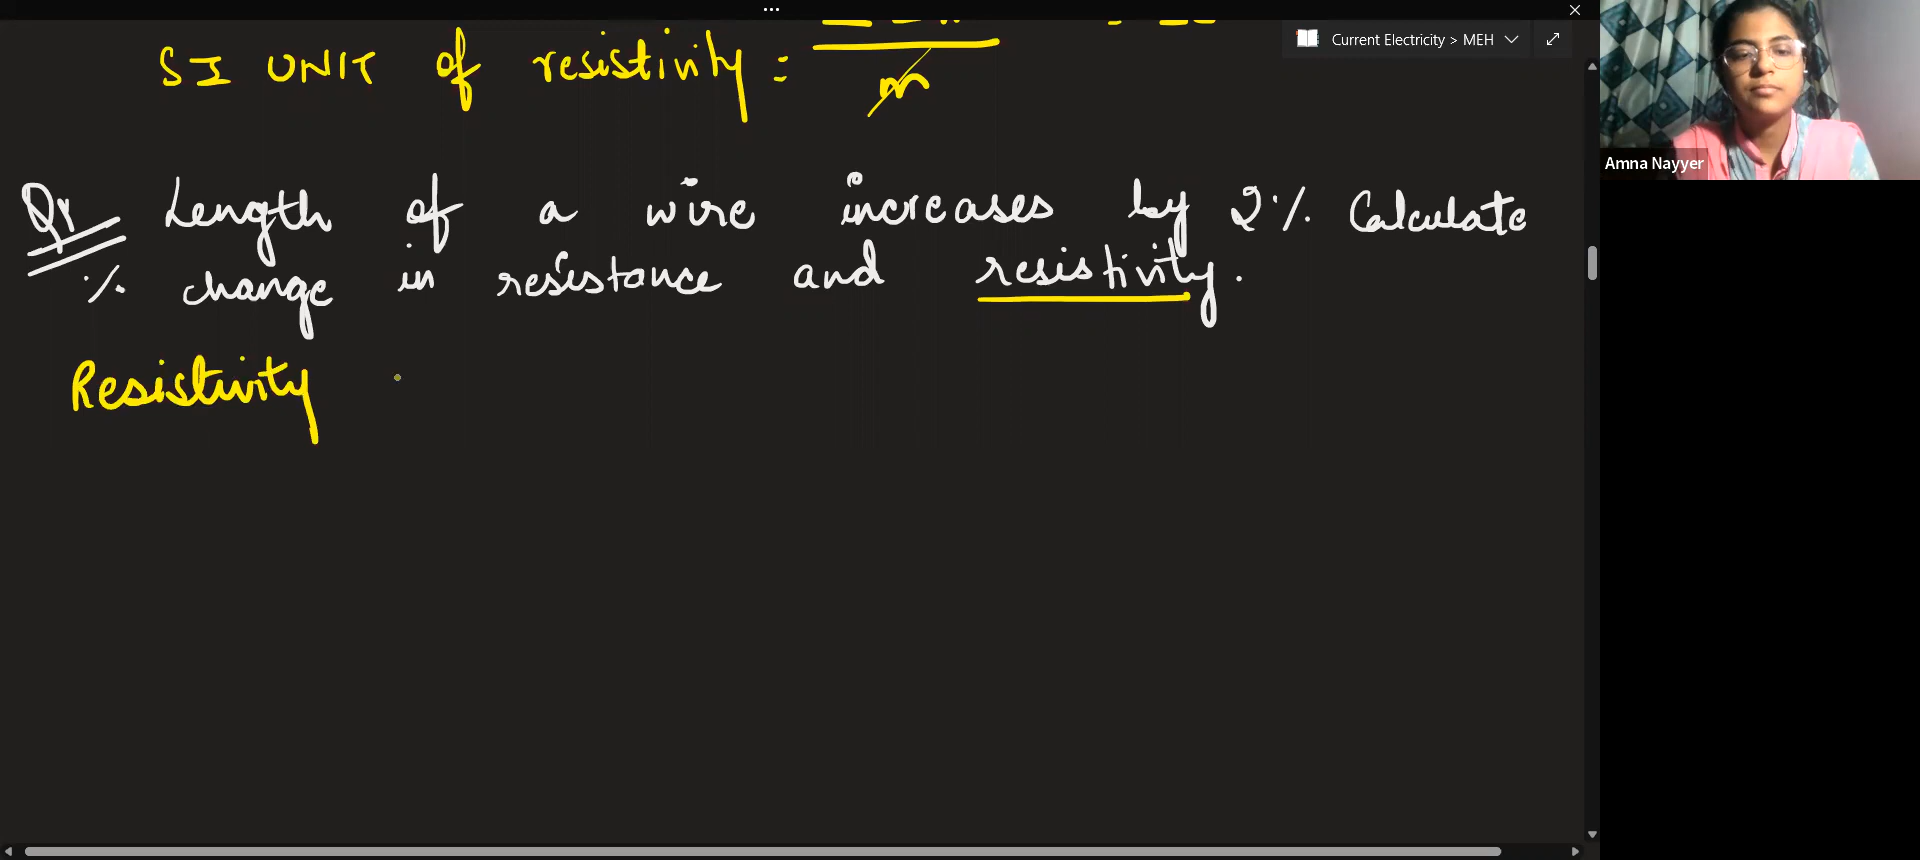 Current Electricity > MEH
SI UNIT of resistivity = m
Amna Nayyer
Qr Length of a wire increases by 2% Calculate
% change in resistance and resistivity.
Resistivity